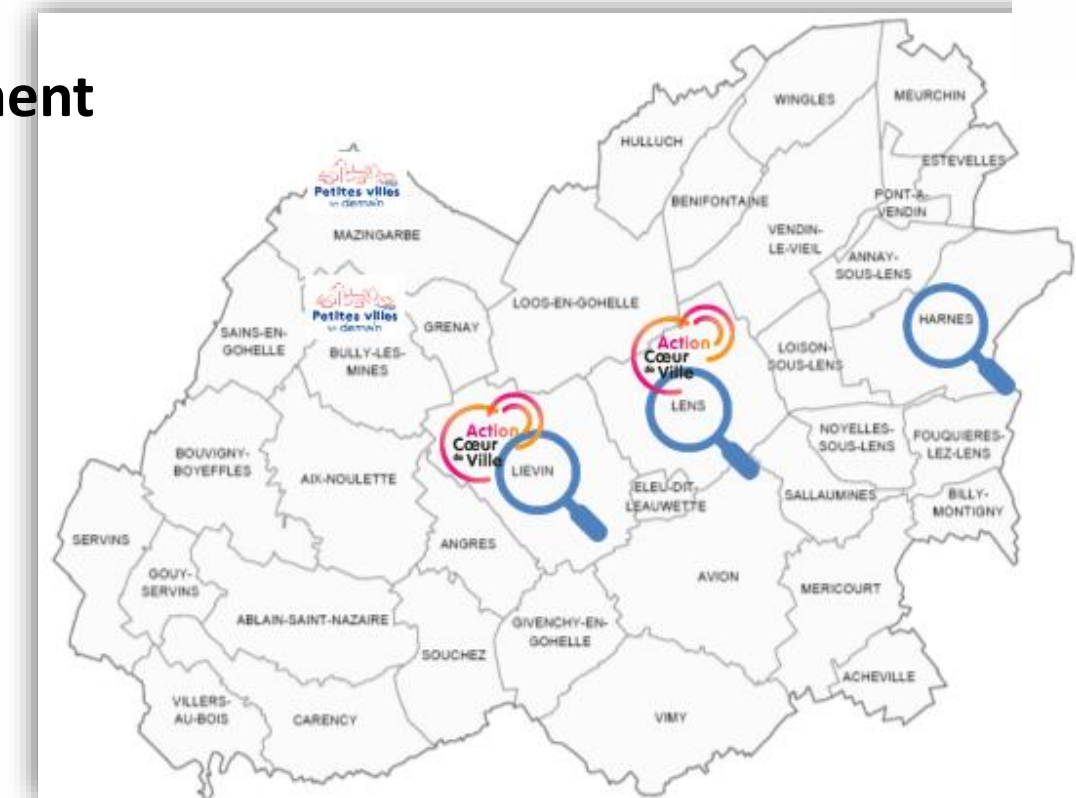 nent
WINGLES
MEURCHIN
HULLUCH
ESTEVELLES
Petites villes
de demain
BENIFONTAINE
PONT-A-
VENDIN
MAZINGARBE
VENDIN-
LE-VIEIL
ANNAY-
SOUS-LENS
Petites villes
de demain
LOOS-EN-GOHELLE
HARNES
SAINS-EN-
GOHELLE
GRENAY
Action
Cœur
de Ville
LOISON-
SOUS-LENS
BULLY-LES-
MINES
LENS
Action
Cœur
de Ville
NOYELLES-
SOUS-LENS
FOUQUIERES-
LEZ-LENS
BOUVIGNY-
BOYEFFLES
AIX-NOULETTE
LIEVIN
ELEU-DIT-
LEAUWETTE
SALLAUMINES
BILLY-
MONTIGNY
SERVINS
ANGRES
GOUY-
SERVINS
AVION
MERICOURT
ABLAIN-SAINT-NAZAIRE
GIVENCHY-EN-
GOHELLE
SOUCHEZ
ACHEVILLE
VILLERS-
AU-BOIS
CARENCY
VIMY